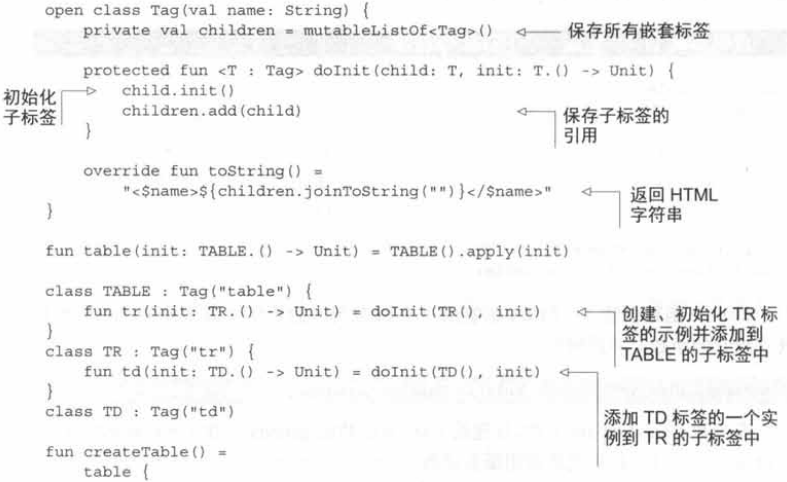 open class Tag(val name: String) {
    private val children = mutableListOf<Tag>()    保存所有嵌套标签
    protected fun <T : Tag> doInit(child: T, init: T.() -> Unit) {
初始化    child.init()
子标签    children.add(child)    保存子标签的
    }    引用
    override fun toString() =
        "<$name>${children.joinToString("")}</$name>"    返回 HTML
}    字符串
fun table(init: TABLE.() -> Unit) = TABLE().apply(init)
class TABLE : Tag("table") {
    fun tr(init: TR.() -> Unit) = doInit(TR(), init)    创建、初始化 TR 标
}    签的示例并添加到
class TR : Tag("tr") {    TABLE 的子标签中
    fun td(init: TD.() -> Unit) = doInit(TD(), init)
}
class TD : Tag("td")    添加 TD 标签的一个实
例到 TR 的子标签中
fun createTable() =
    table {